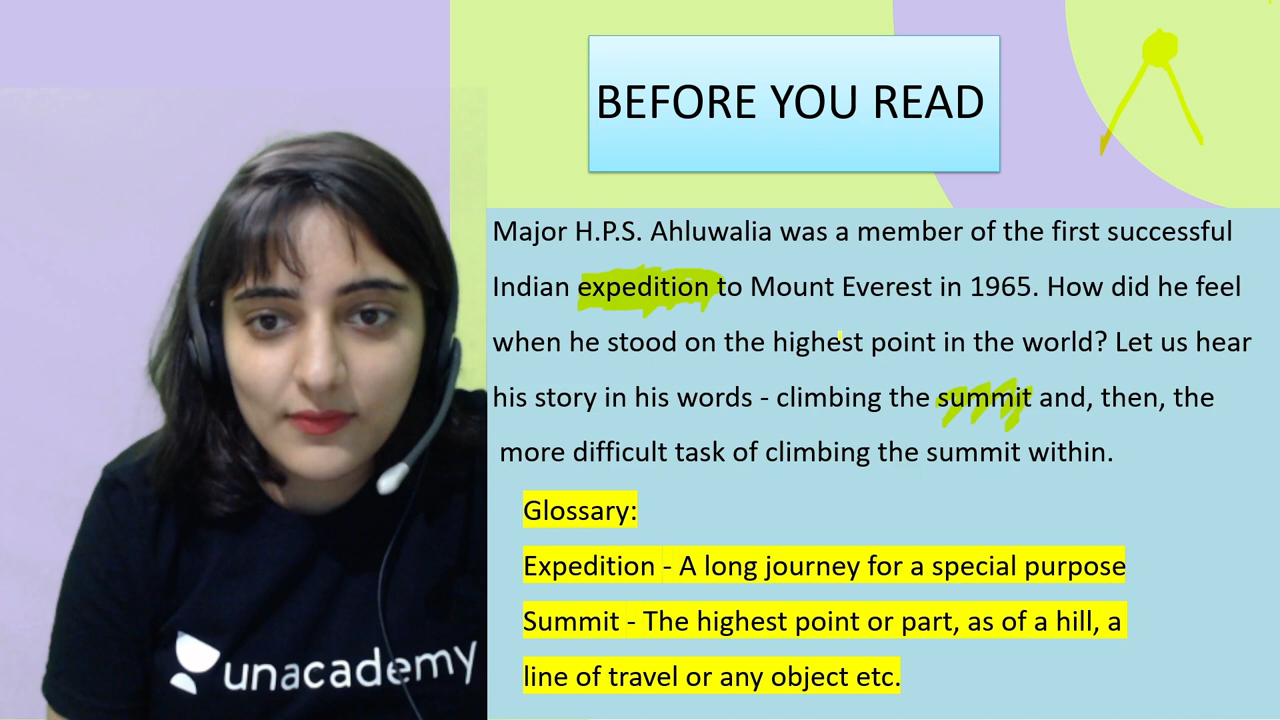 BEFORE YOU READ
Major H.P.S. Ahluwalia was a member of the first successful
Indian expedition to Mount Everest in 1965. How did he feel
when he stood on the highest point in the world? Let us hear
his story in his words - climbing the summit and, then, the
more difficult task of climbing the summit within.
Glossary:
Expedition - A long journey for a special purpose
Summit - The highest point or part, as of a hill, a
line of travel or any object etc.
unacademy